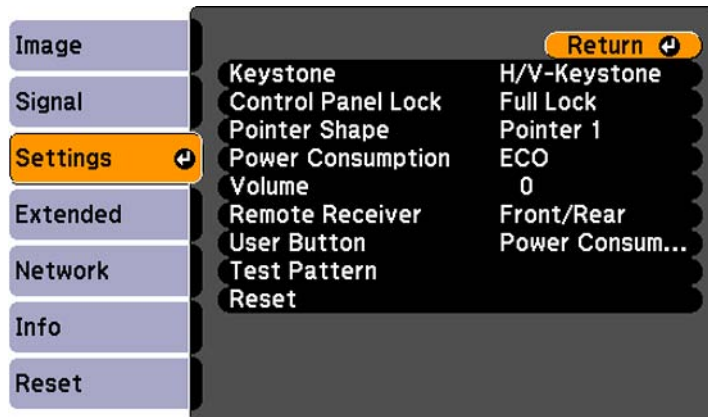 Image
Signal
Settings
Extended
Network
Info
Reset
Return
Keystone H/V-Keystone
Control Panel Lock Full Lock
Pointer Shape Pointer 1
Power Consumption ECO
Volume 0
Remote Receiver Front/Rear
User Button Power Consum...
Test Pattern
Reset